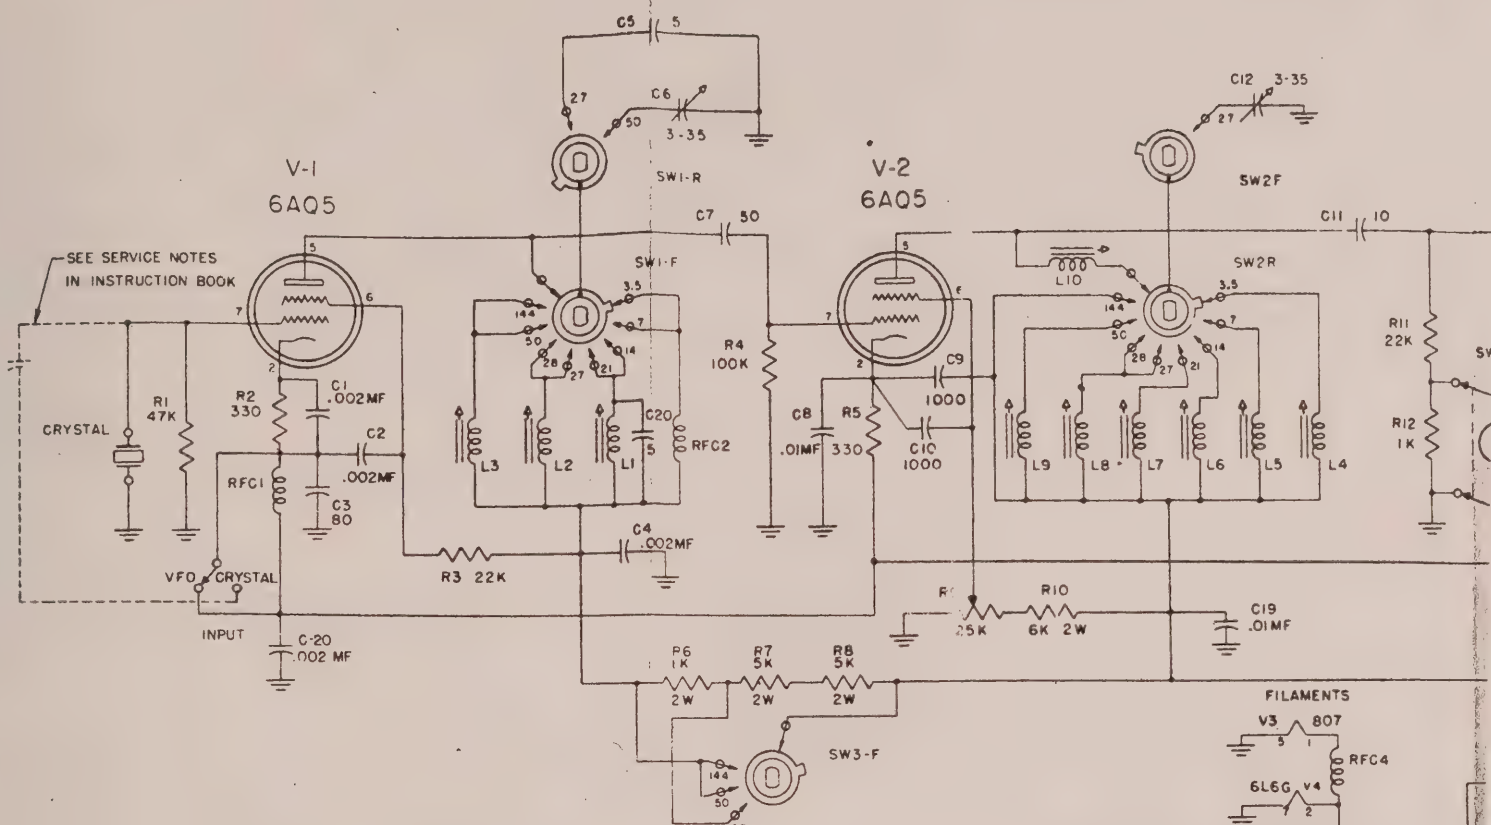 C5 5
27
C6
50
3-35
SW1-R
C12 3-35
27
SW2F
V-1
6AQ5
V-2
6AQ5
C7 50
C11 10
SEE SERVICE NOTES
IN INSTRUCTION BOOK
5
7
6
2
SW1-F
3.5
144
7
50
28
27
21
14
5
7
6
2
L10
SW2R
3.5
144
7
50
28
27
21
14
R4
100K
R11
22K
SW
R12
1K
R1
47K
R2
330
C1
.002MF
C2
.002MF
CRYSTAL
RFC1
C3
80
L3
L2
L1
C20
5
RFC2
C8
.01MF
R5
330
C9
1000
C10
1000
L9
L8
L7
L6
L5
L4
C4
.002MF
R3 22K
VFO
CRYSTAL
INPUT
C-20
.002 MF
25K
R10
6K 2W
C19
.01MF
R6
1K
2W
R7
5K
2W
R8
5K
2W
SW3-F
144
50
FILAMENTS
V3 807
5 1
RFC4
6L6G V4
7 2